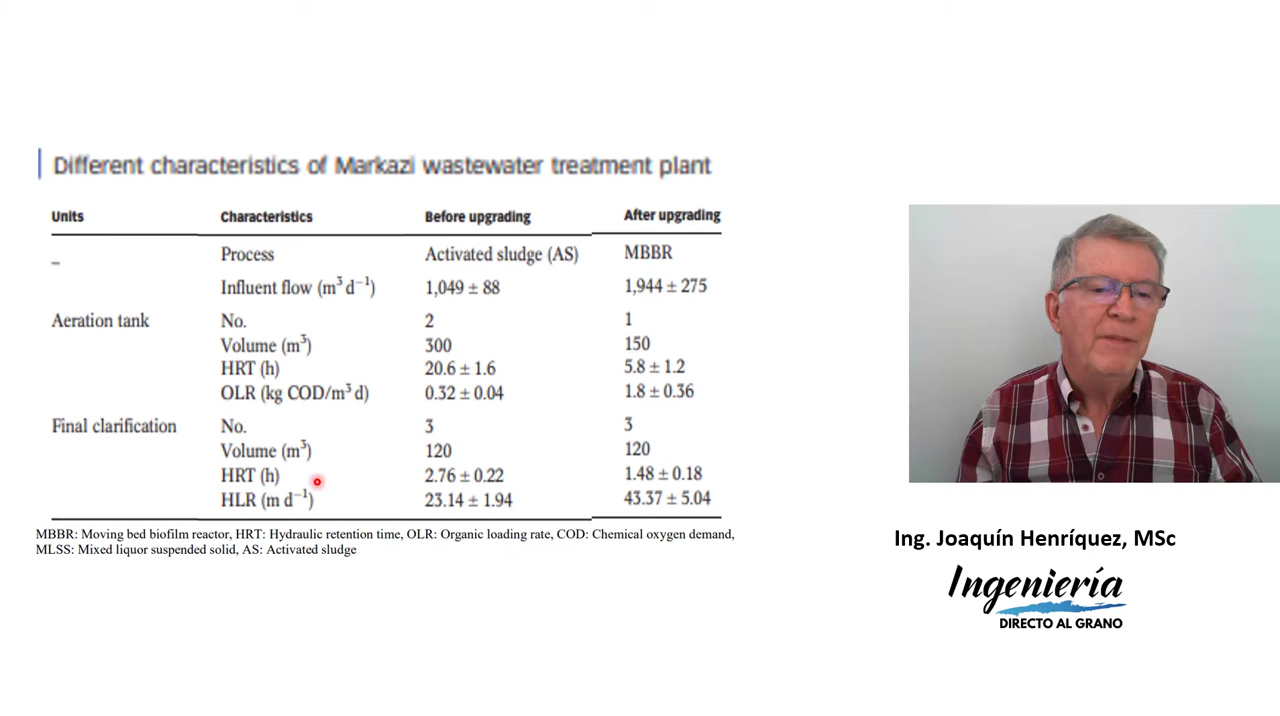 Different characteristics of Markazi wastewater treatment plant
Units Characteristics Before upgrading After upgrading
_ Process Activated sludge (AS) MBBR
Influent flow (m³ d⁻¹) 1,049 ± 88 1,944 ± 275
Aeration tank No. 2 1
Volume (m³) 300 150
HRT (h) 20.6 ± 1.6 5.8 ± 1.2
OLR (kg COD/m³ d) 0.32 ± 0.04 1.8 ± 0.36
Final clarification No. 3 3
Volume (m³) 120 120
HRT (h) 2.76 ± 0.22 1.48 ± 0.18
HLR (m d⁻¹) 23.14 ± 1.94 43.37 ± 5.04
MBBR: Moving bed biofilm reactor, HRT: Hydraulic retention time, OLR: Organic loading rate, COD: Chemical oxygen demand,
MLSS: Mixed liquor suspended solid, AS: Activated sludge
Ing. Joaquín Henríquez, MSc
Ingeniería
DIRECTO AL GRANO